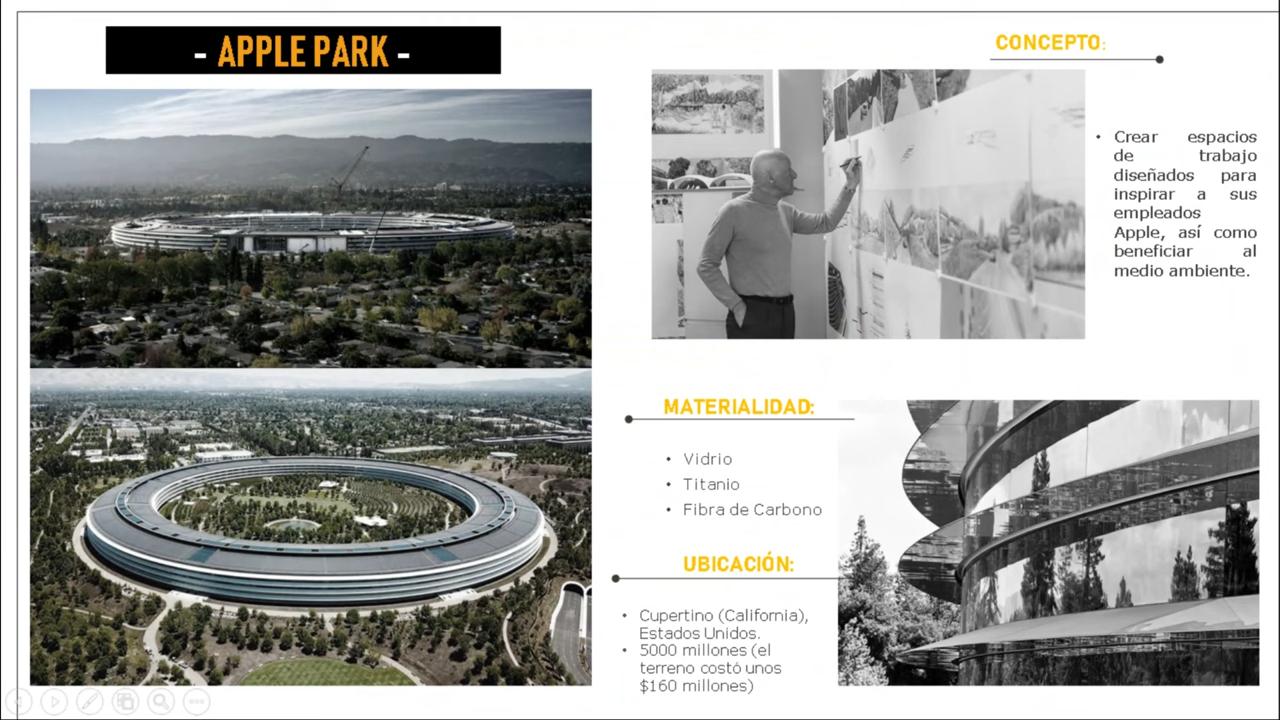 - APPLE PARK -
CONCEPTO:
• Crear espacios
de trabajo
diseñados para
inspirar a sus
empleados
Apple, así como
beneficiar al
medio ambiente.
MATERIALIDAD:
• Vidrio
• Titanio
• Fibra de Carbono
UBICACIÓN:
• Cupertino (California),
Estados Unidos.
• 5000 millones (el
terreno costó unos
$160 millones)